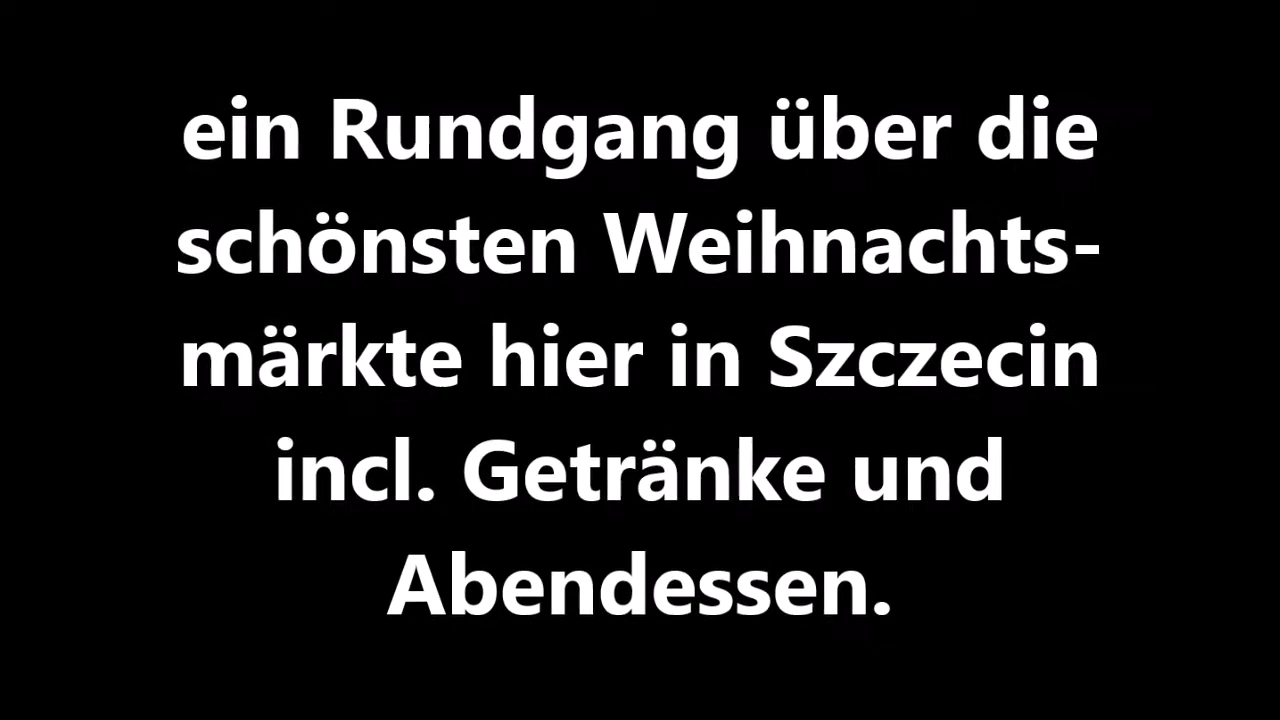 ein Rundgang über die
schönsten Weihnachts-
märkte hier in Szczecin
incl. Getränke und
Abendessen.